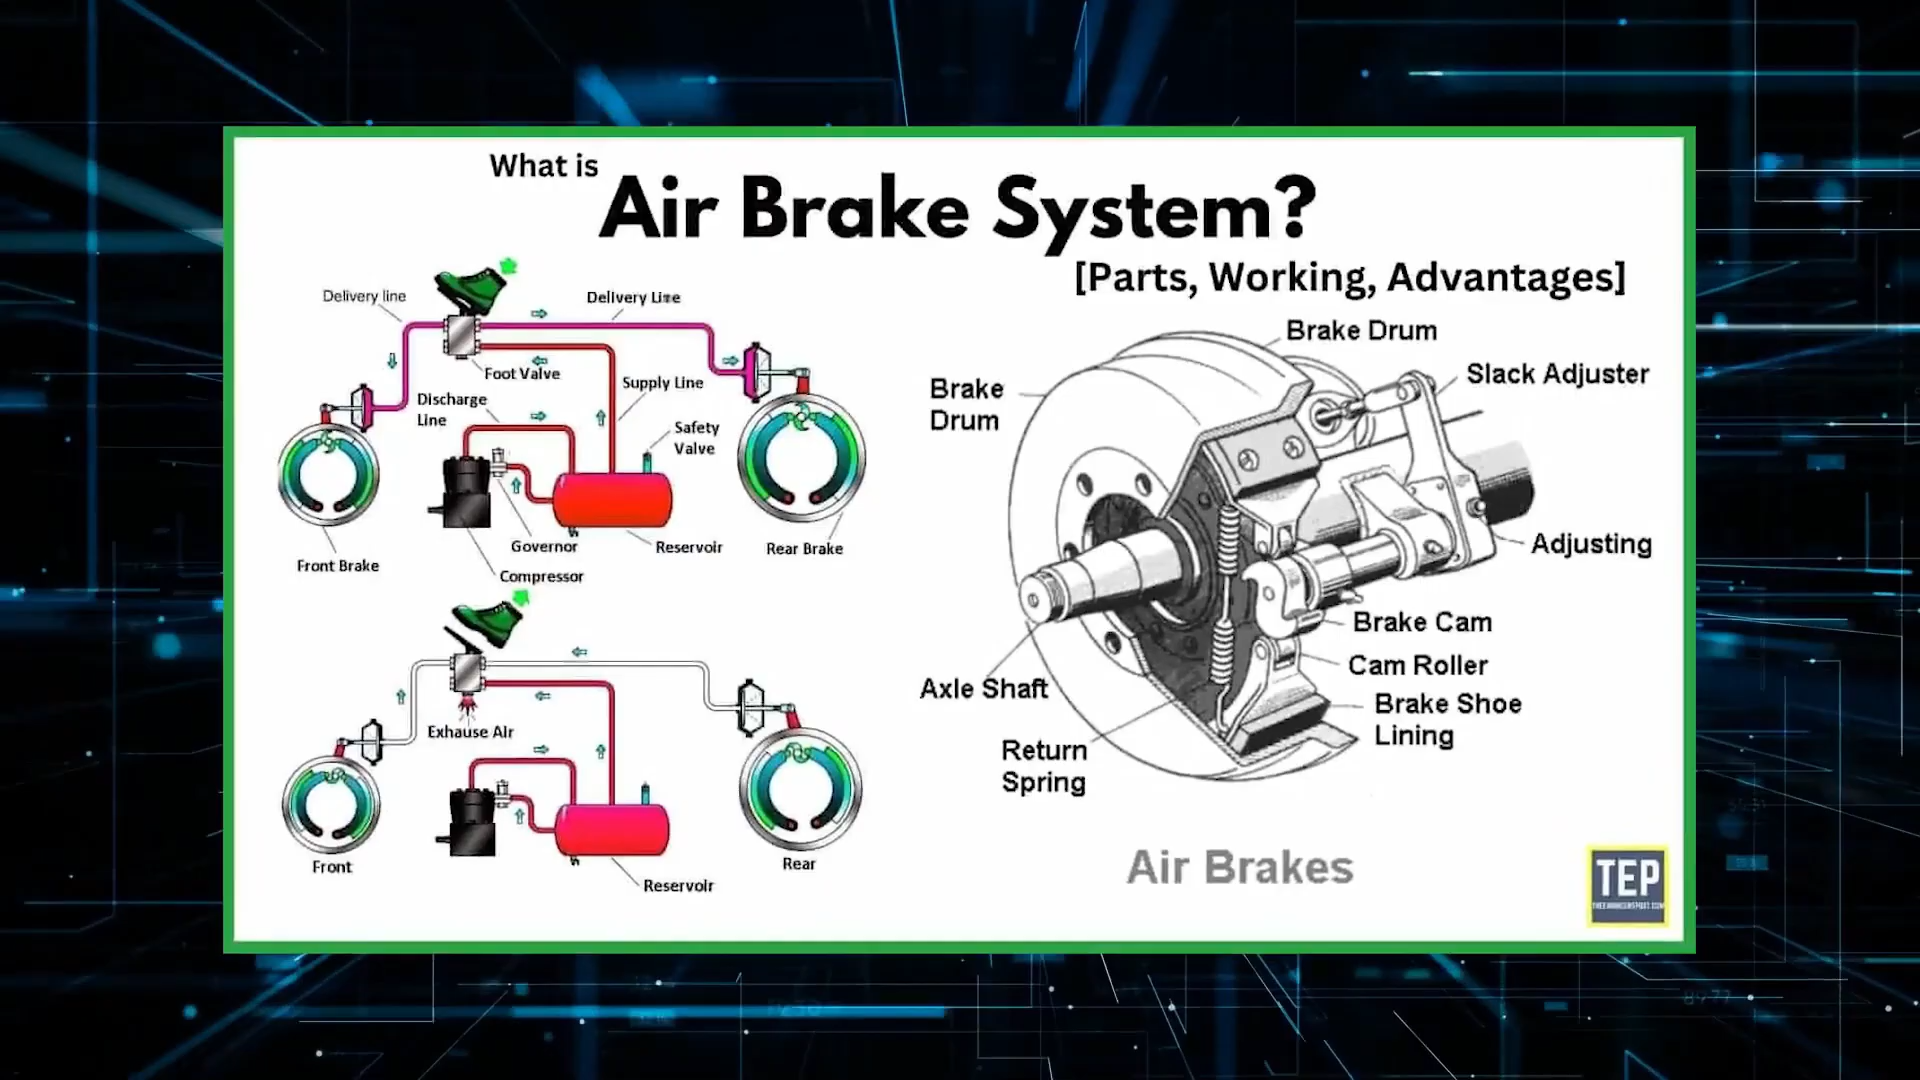 What is
Air Brake System?
[Parts, Working, Advantages]
Delivery line
Delivery Line
Foot Valve
Supply Line
Discharge
Line
Safety
Valve
Governor
Reservoir
Rear Brake
Front Brake
Compressor
Exhause Air
Front
Rear
Reservoir
Brake Drum
Slack Adjuster
Brake
Drum
Adjusting
Brake Cam
Cam Roller
Axle Shaft
Brake Shoe
Lining
Return
Spring
Air Brakes
TEP